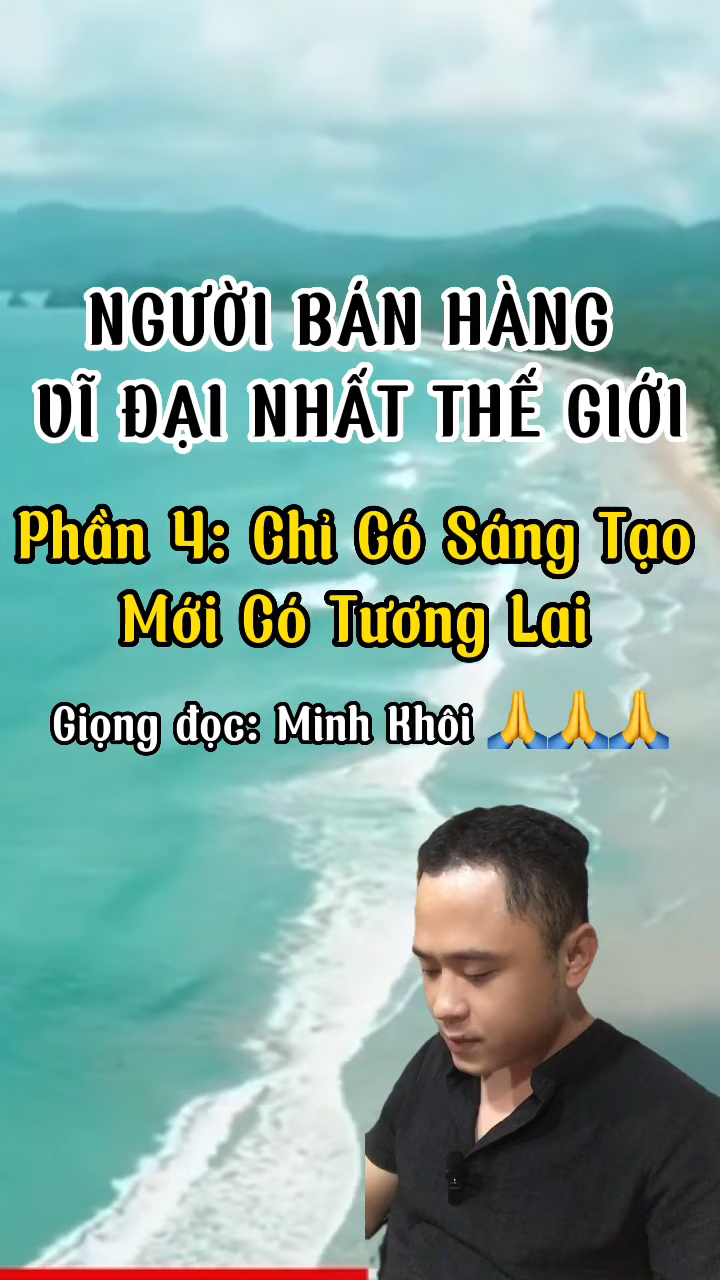 NGƯỜI BÁN HÀNG
VĨ ĐẠI NHẤT THẾ GIỚI
Phần 4: Chỉ Có Sáng Tạo
Mới Có Tương Lai
Giọng đọc: Minh Khôi 🙏🙏🙏